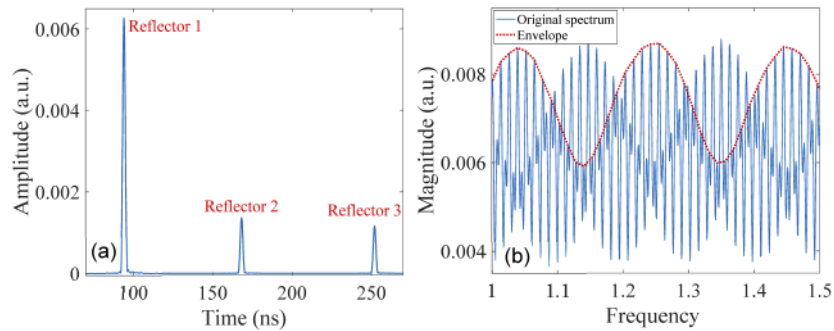 Amplitude (a.u.)
0.006
0.004
0.002
0
Reflector 1
Reflector 2
Reflector 3
(a)
100
150
200
250
Time (ns)
Magnitude (a.u.)
0.008
0.006
0.004
Original spectrum
Envelope
(b)
1
1.1
1.2
1.3
1.4
1.5
Frequency